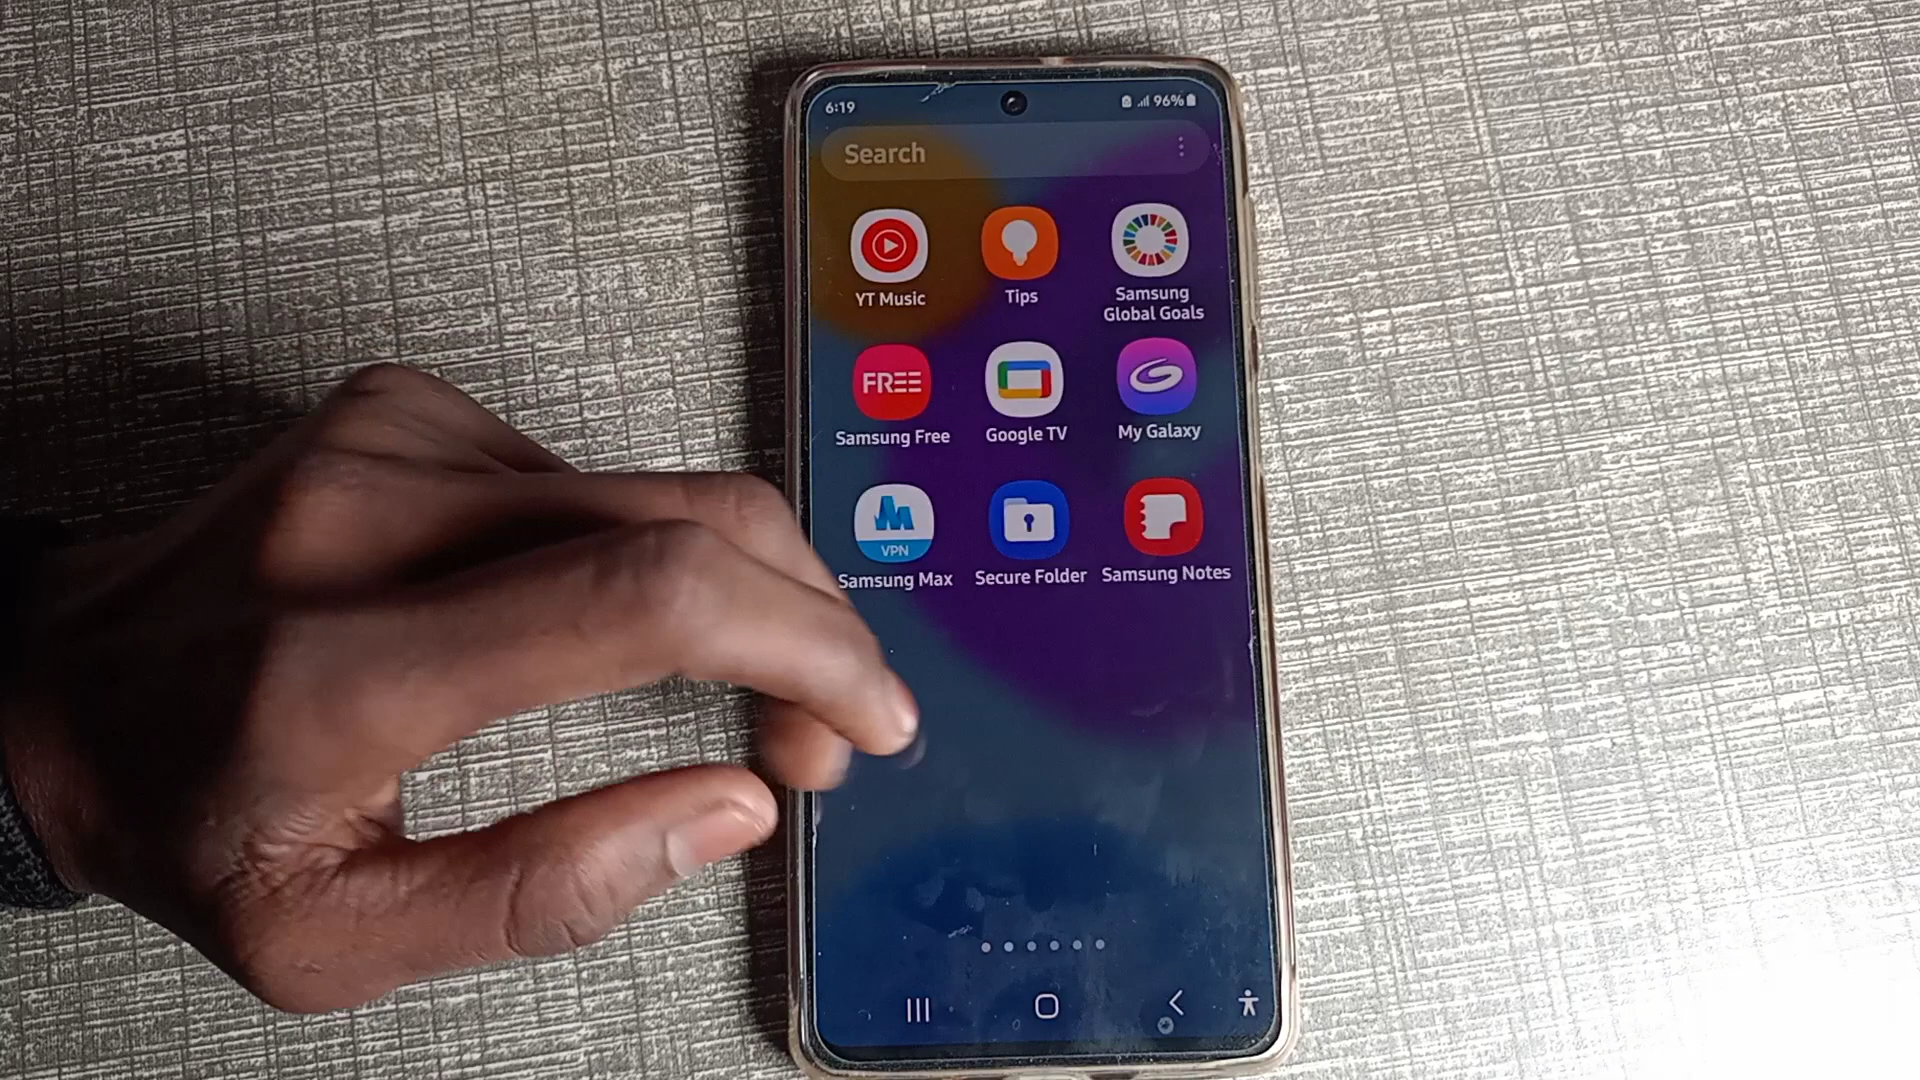 6:19
96%
Search
YT Music
Tips
Samsung
Global Goals
FREE
Samsung Free
Google TV
My Galaxy
VPN
Samsung Max
Secure Folder
Samsung Notes